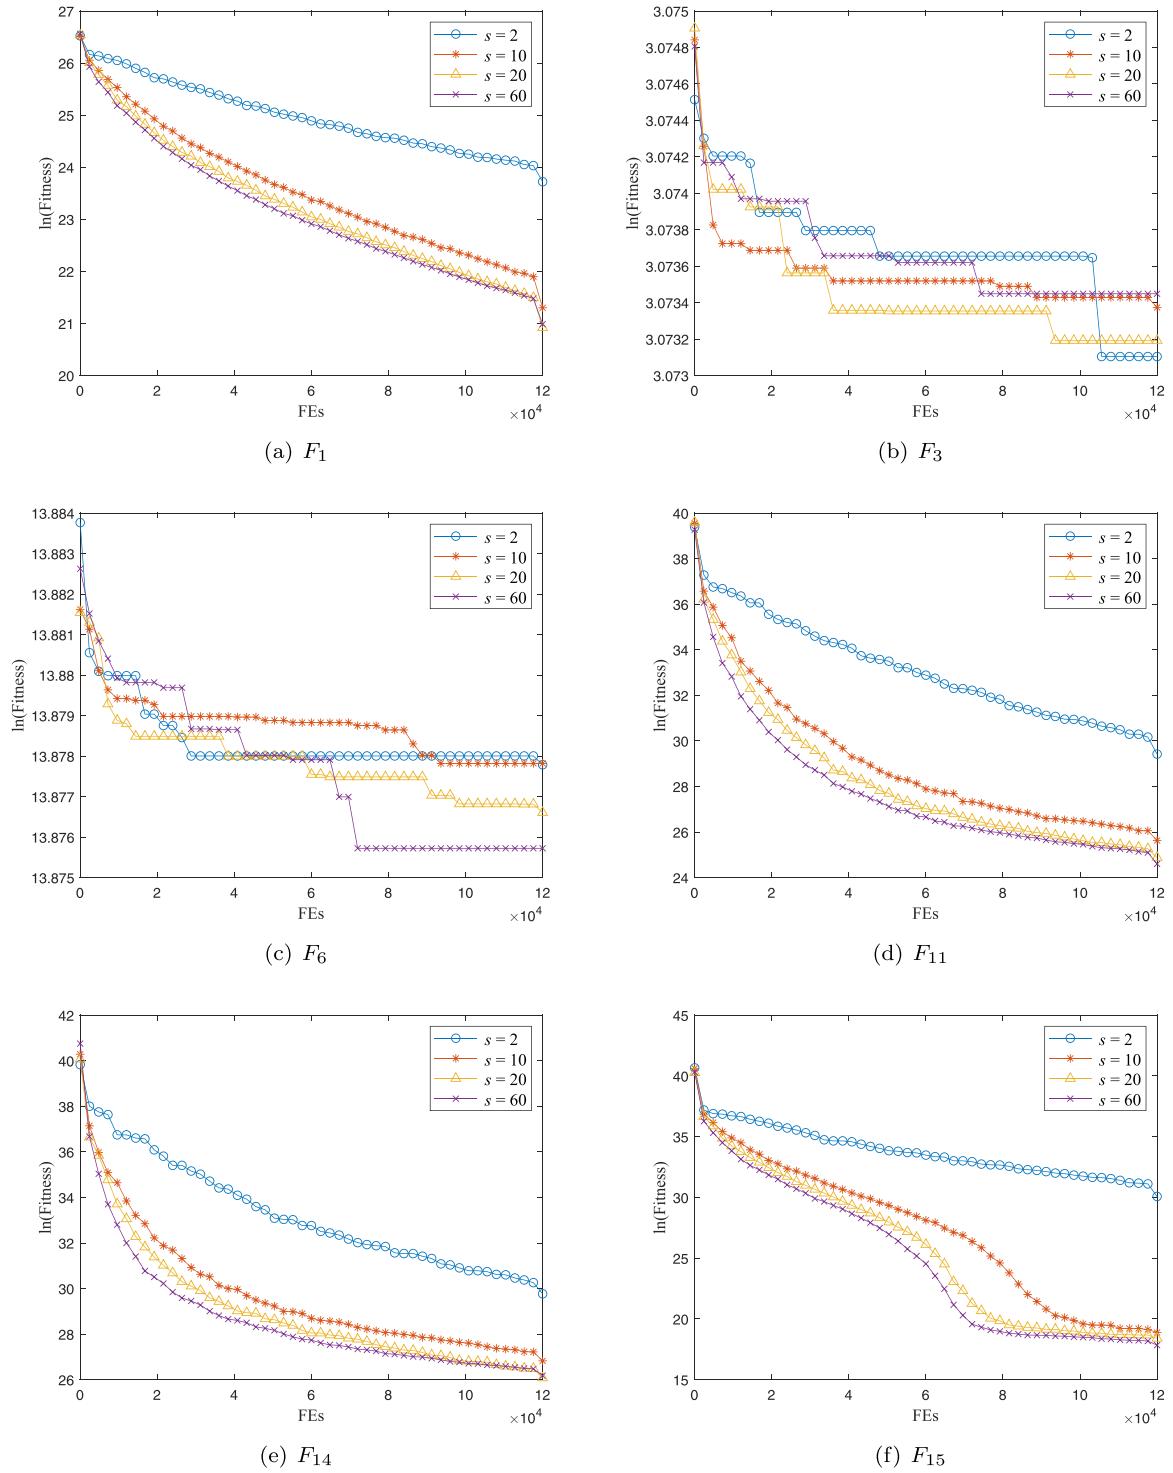 27
26
25
24
23
22
21
20
ln(Fitness)
0 2 4 6 8 10 12
FEs
×10^4
s = 2
s = 10
s = 20
s = 60
(a) F_1
3.075
3.0748
3.0746
3.0744
3.0742
3.074
3.0738
3.0736
3.0734
3.0732
3.073
ln(Fitness)
0 2 4 6 8 10 12
FEs
×10^4
s = 2
s = 10
s = 20
s = 60
(b) F_3
13.884
13.883
13.882
13.881
13.88
13.879
13.878
13.877
13.876
13.875
ln(Fitness)
0 2 4 6 8 10 12
FEs
×10^4
s = 2
s = 10
s = 20
s = 60
(c) F_6
40
38
36
34
32
30
28
26
24
ln(Fitness)
0 2 4 6 8 10 12
FEs
×10^4
s = 2
s = 10
s = 20
s = 60
(d) F_11
42
40
38
36
34
32
30
28
26
ln(Fitness)
0 2 4 6 8 10 12
FEs
×10^4
s = 2
s = 10
s = 20
s = 60
(e) F_14
45
40
35
30
25
20
15
ln(Fitness)
0 2 4 6 8 10 12
FEs
×10^4
s = 2
s = 10
s = 20
s = 60
(f) F_15